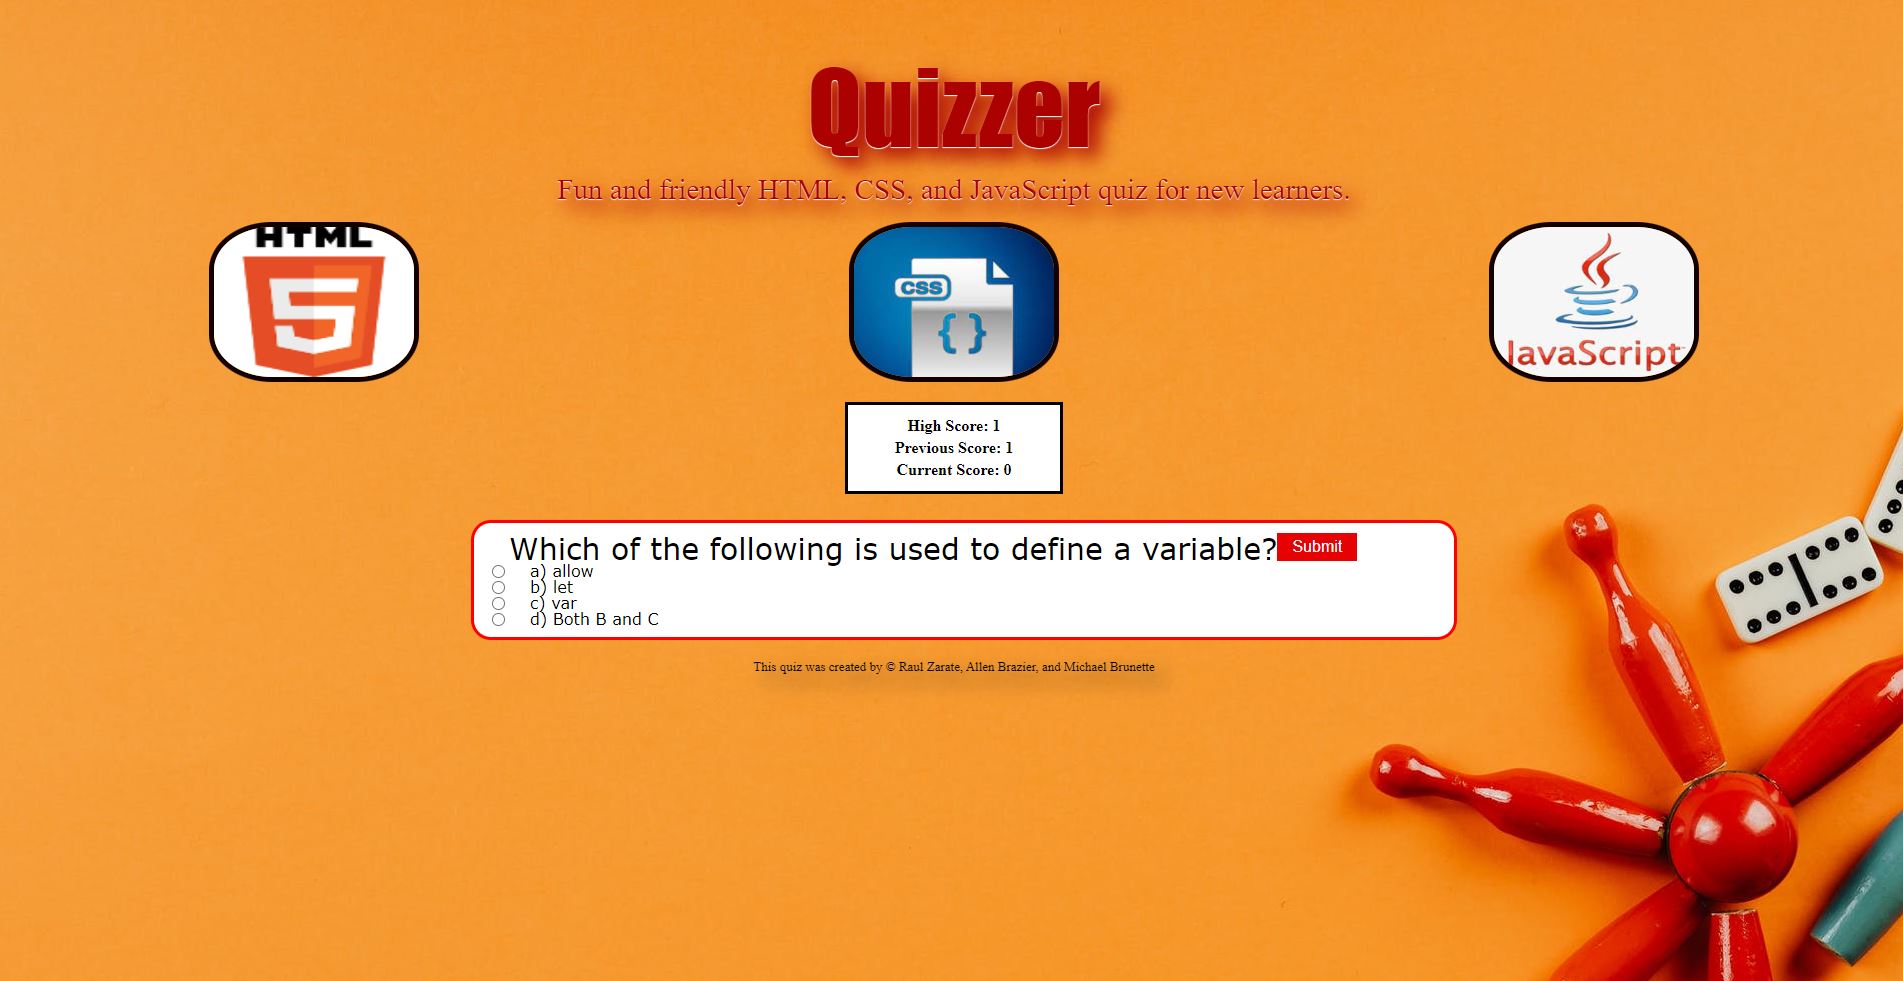 Quizzer
Fun and friendly HTML, CSS, and JavaScript quiz for new learners.
HTML
5
CSS
{ }
JavaScript
High Score: 1
Previous Score: 1
Current Score: 0
Which of the following is used to define a variable? Submit
a) allow
b) let
c) var
d) Both B and C
This quiz was created by © Raul Zarate, Allen Brazier, and Michael Brunette